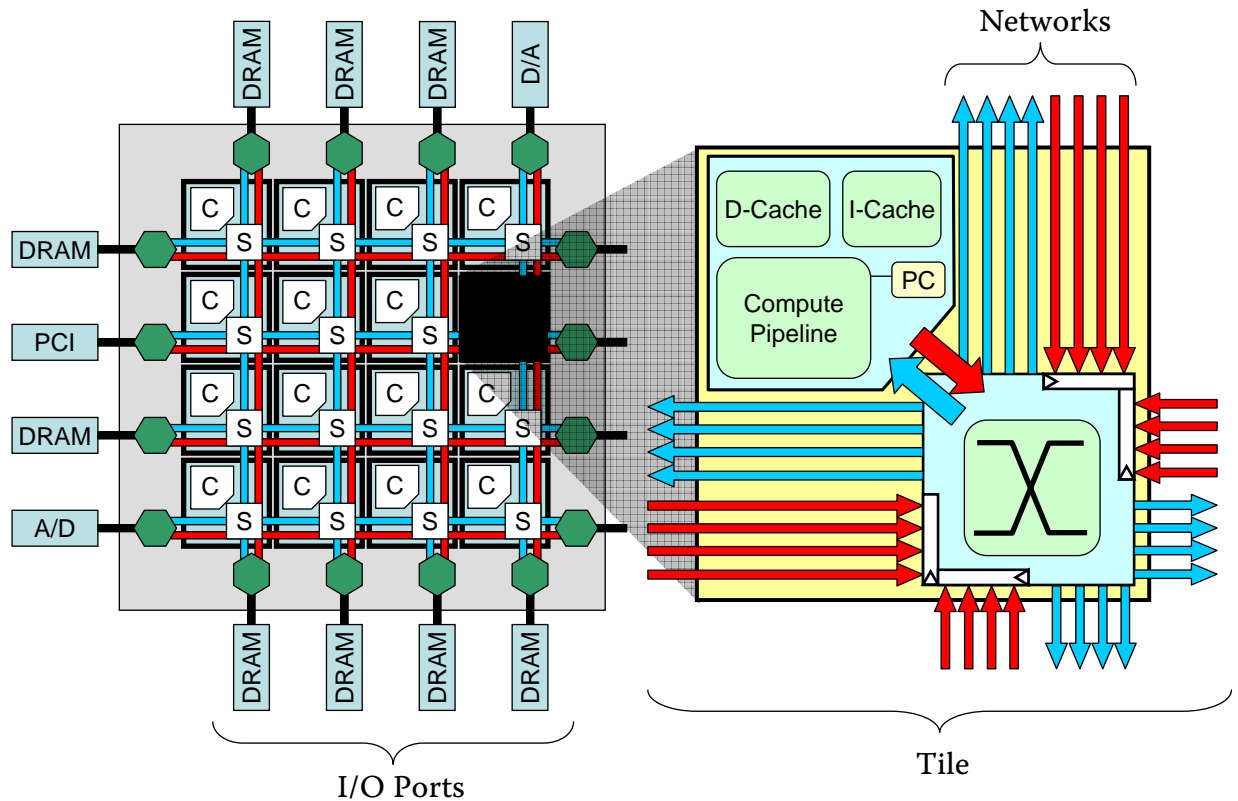 Networks
DRAM
DRAM
DRAM
D/A
D-Cache
I-Cache
PC
Compute
Pipeline
C C C C
DRAM
S S S S
C C C
PCI
S S S
C C C C
DRAM
S S S S
C C C C
A/D
S S S S
DRAM
DRAM
DRAM
DRAM
I/O Ports
Tile